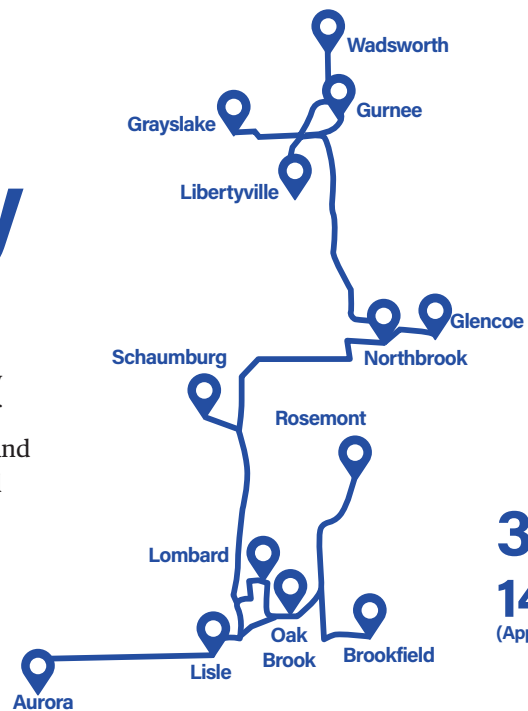 Wadsworth
Gurnee
Grayslake
Libertyville
Glencoe
Northbrook
Schaumburg
Rosemont
Lombard
Oak
Brook
Brookfield
Lisle
Aurora